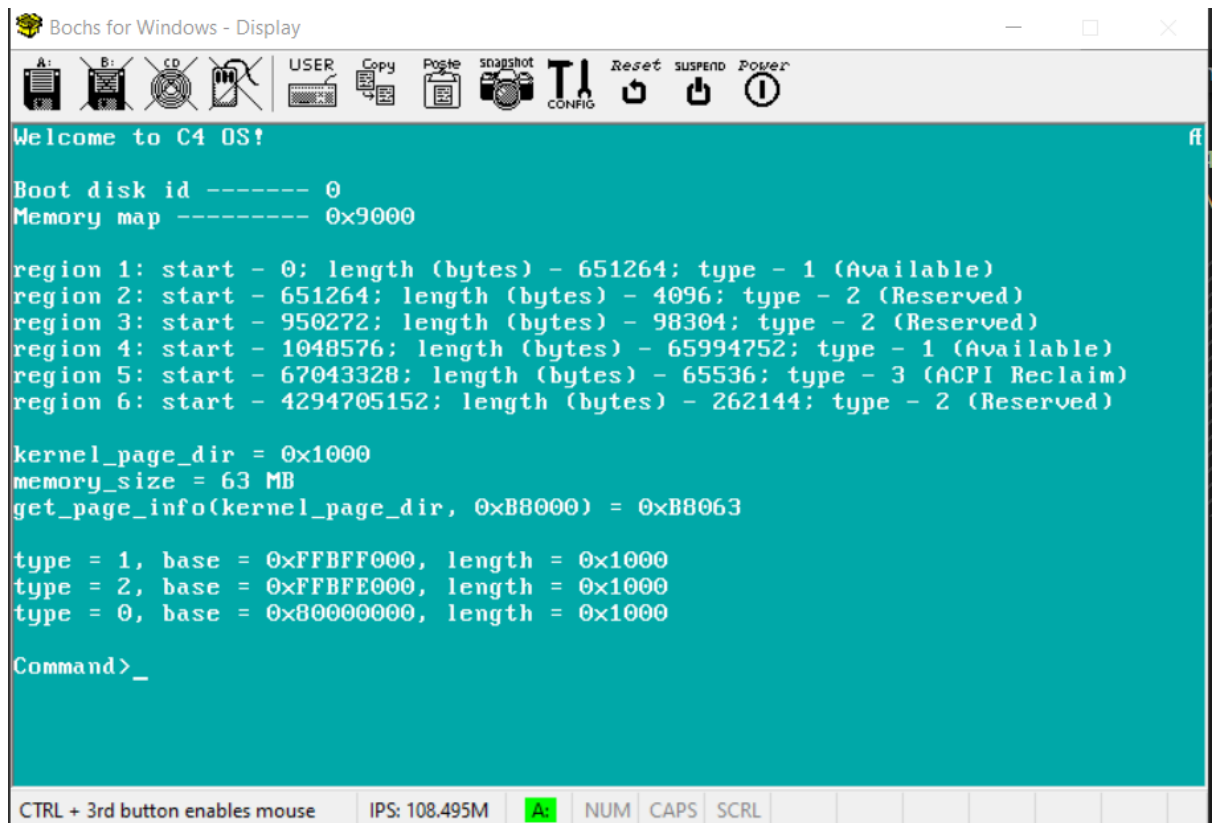 Bochs for Windows - Display
A: B: CD USER Copy Paste snapshot CONFIG Reset SUSPEND Power
Welcome to C4 OS!
Boot disk id ------- 0
Memory map --------- 0x9000
region 1: start - 0; length (bytes) - 651264; type - 1 (Available)
region 2: start - 651264; length (bytes) - 4096; type - 2 (Reserved)
region 3: start - 950272; length (bytes) - 98304; type - 2 (Reserved)
region 4: start - 1048576; length (bytes) - 65994752; type - 1 (Available)
region 5: start - 67043328; length (bytes) - 65536; type - 3 (ACPI Reclaim)
region 6: start - 4294705152; length (bytes) - 262144; type - 2 (Reserved)
kernel_page_dir = 0x1000
memory_size = 63 MB
get_page_info(kernel_page_dir, 0xB8000) = 0xB8063
type = 1, base = 0xFFBFF000, length = 0x1000
type = 2, base = 0xFFBFE000, length = 0x1000
type = 0, base = 0x80000000, length = 0x1000
Command>_
CTRL + 3rd button enables mouse IPS: 108.495M A: NUM CAPS SCRL